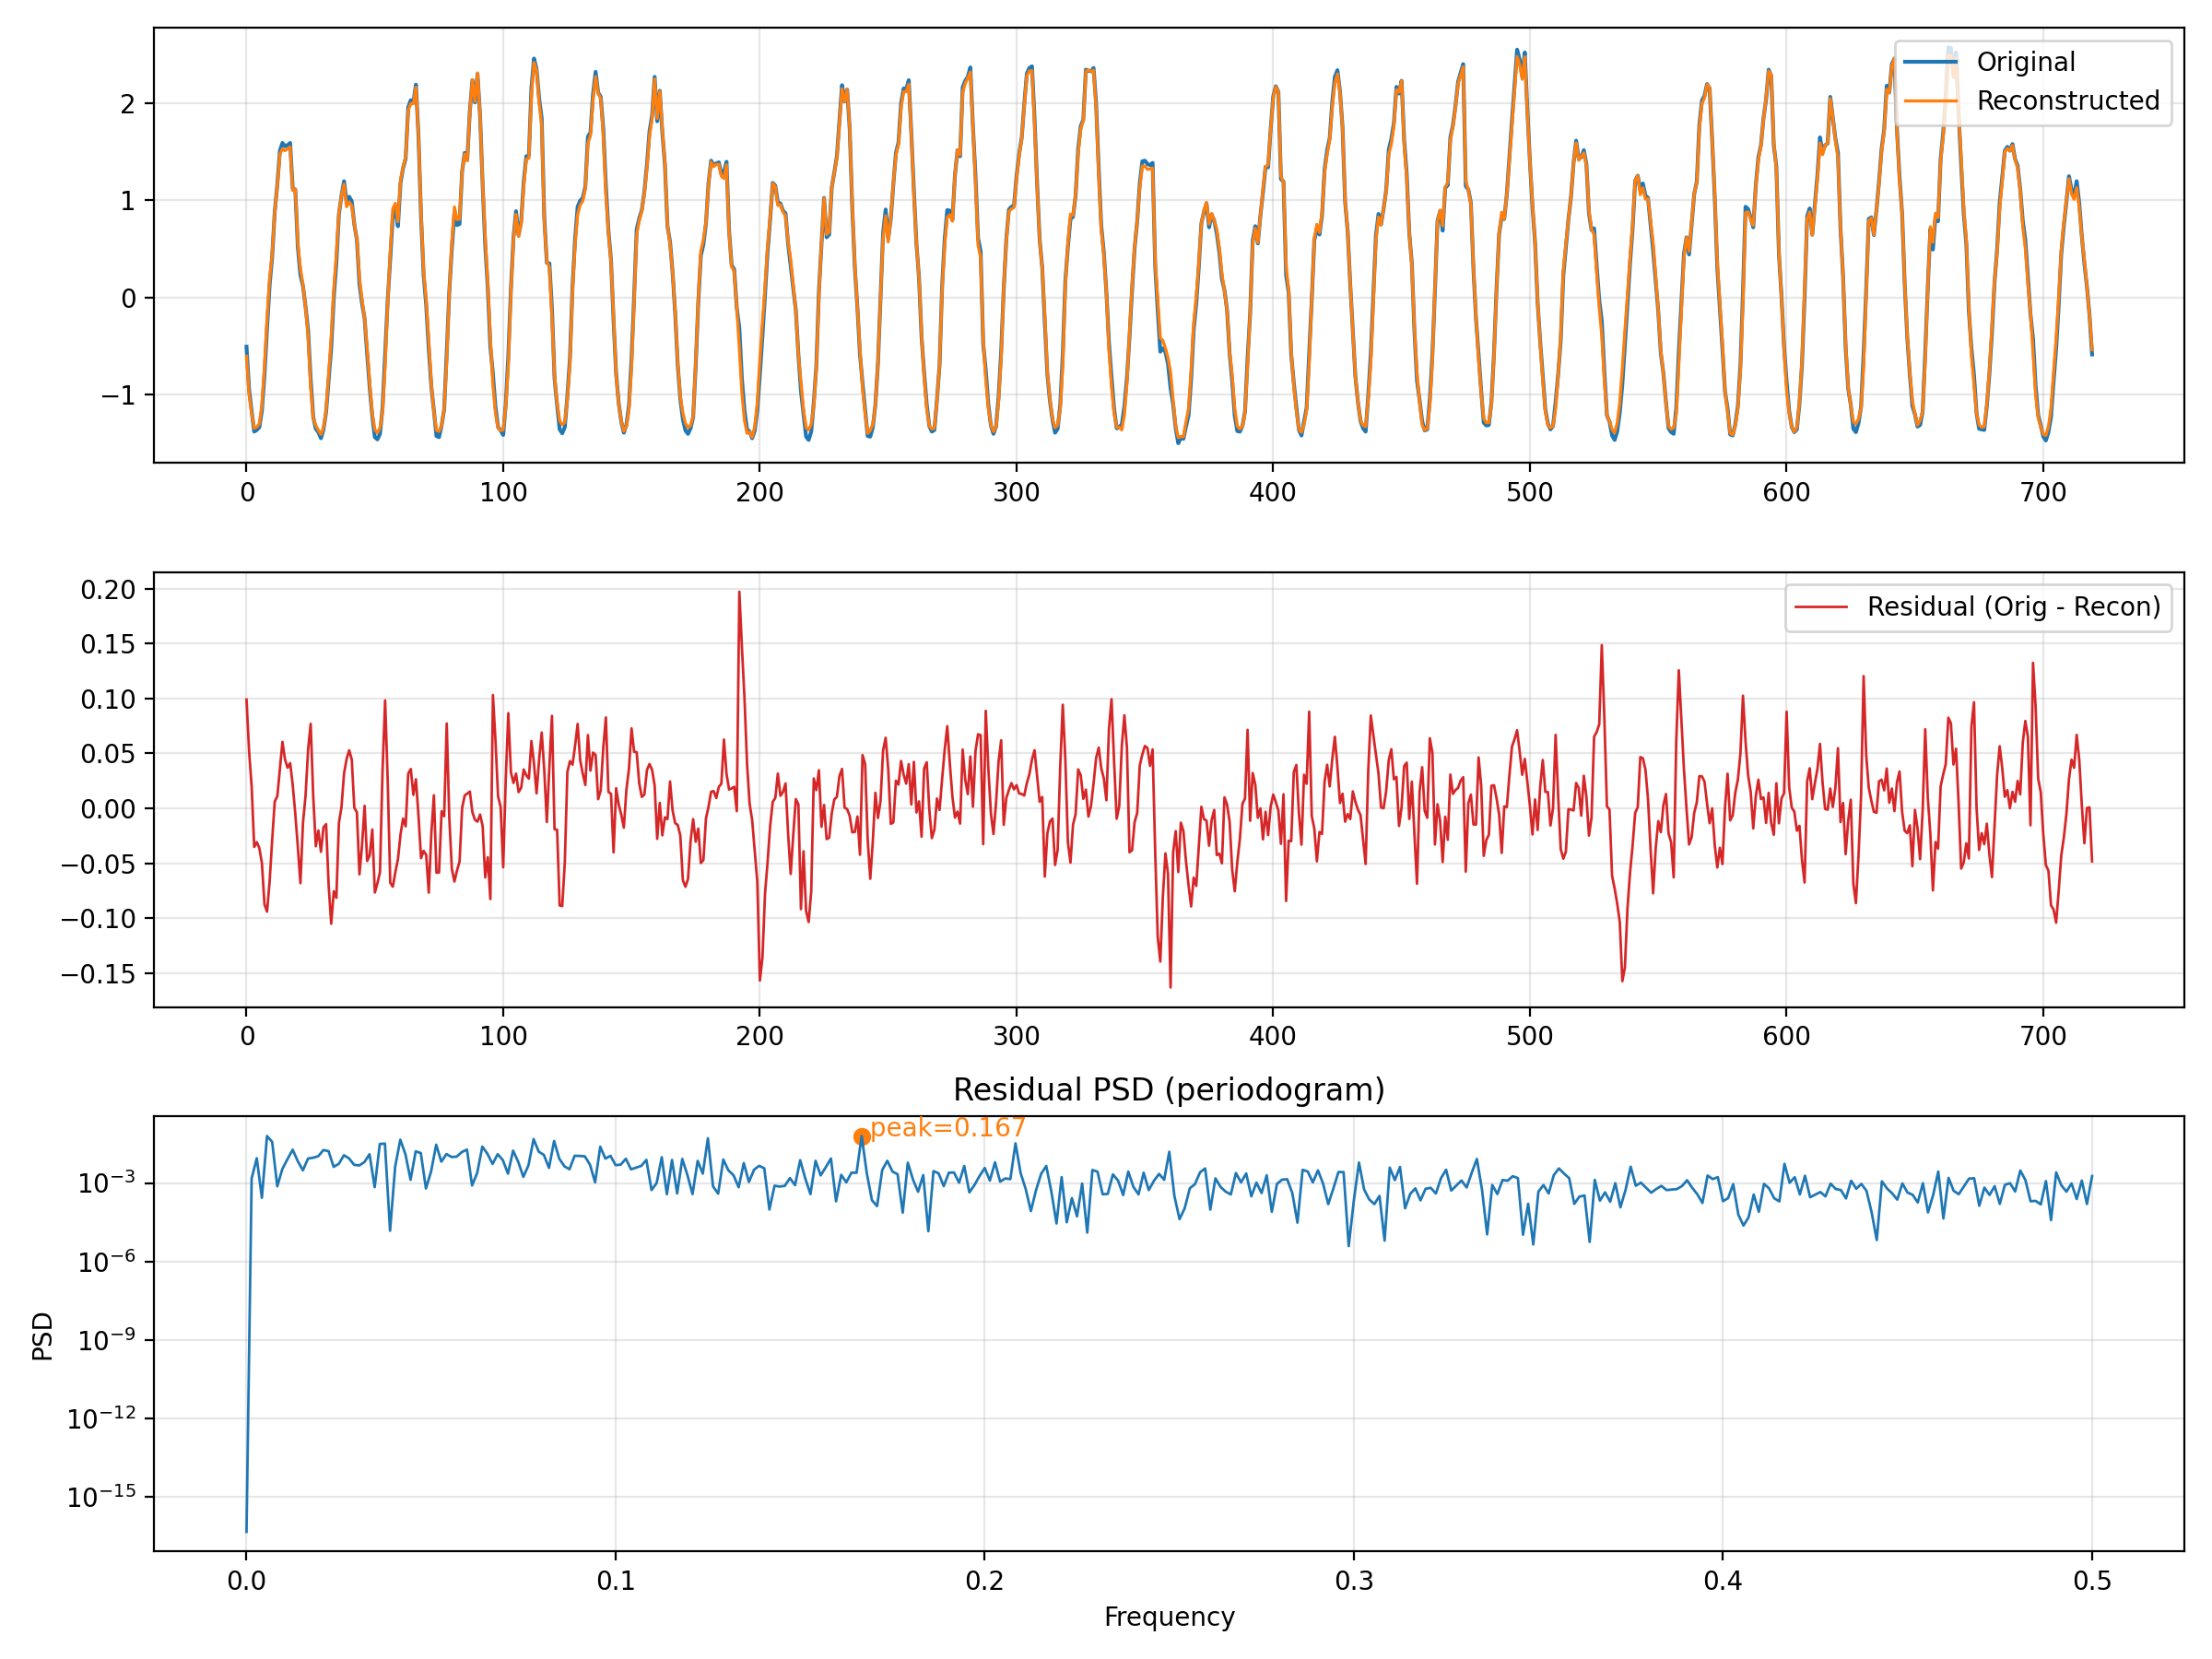 2
1
0
−1
Original
Reconstructed
0 100 200 300 400 500 600 700
0.20
0.15
0.10
0.05
0.00
−0.05
−0.10
−0.15
Residual (Orig - Recon)
0 100 200 300 400 500 600 700
Residual PSD (periodogram)
peak=0.167
10⁻³
10⁻⁶
10⁻⁹
10⁻¹²
10⁻¹⁵
PSD
0.0 0.1 0.2 0.3 0.4 0.5
Frequency